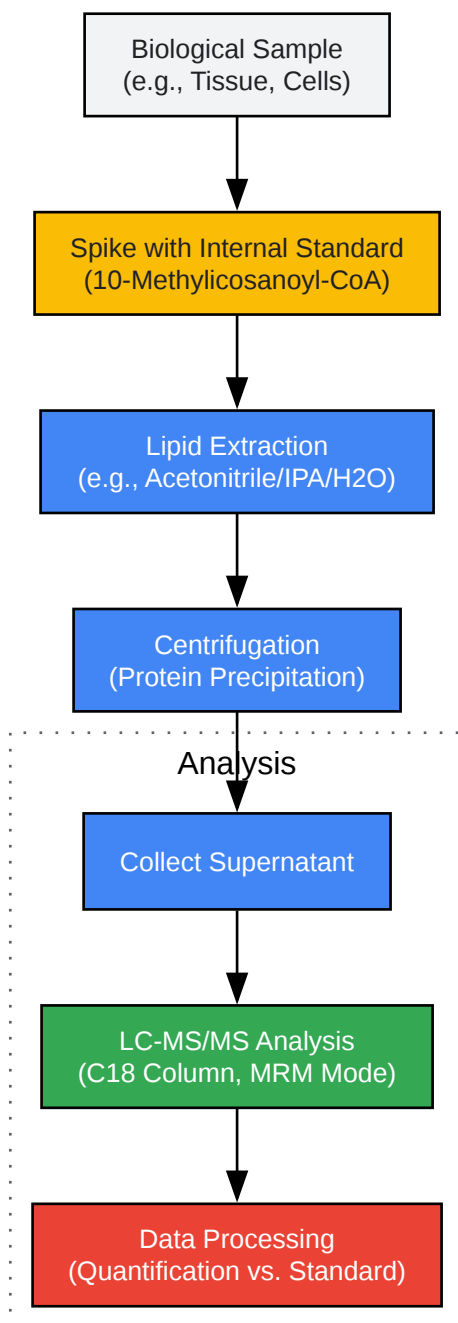 Biological Sample
(e.g., Tissue, Cells)
Spike with Internal Standard
(10-Methylicosanoyl-CoA)
Lipid Extraction
(e.g., Acetonitrile/IPA/H2O)
Centrifugation
(Protein Precipitation)
Analysis
Collect Supernatant
LC-MS/MS Analysis
(C18 Column, MRM Mode)
Data Processing
(Quantification vs. Standard)